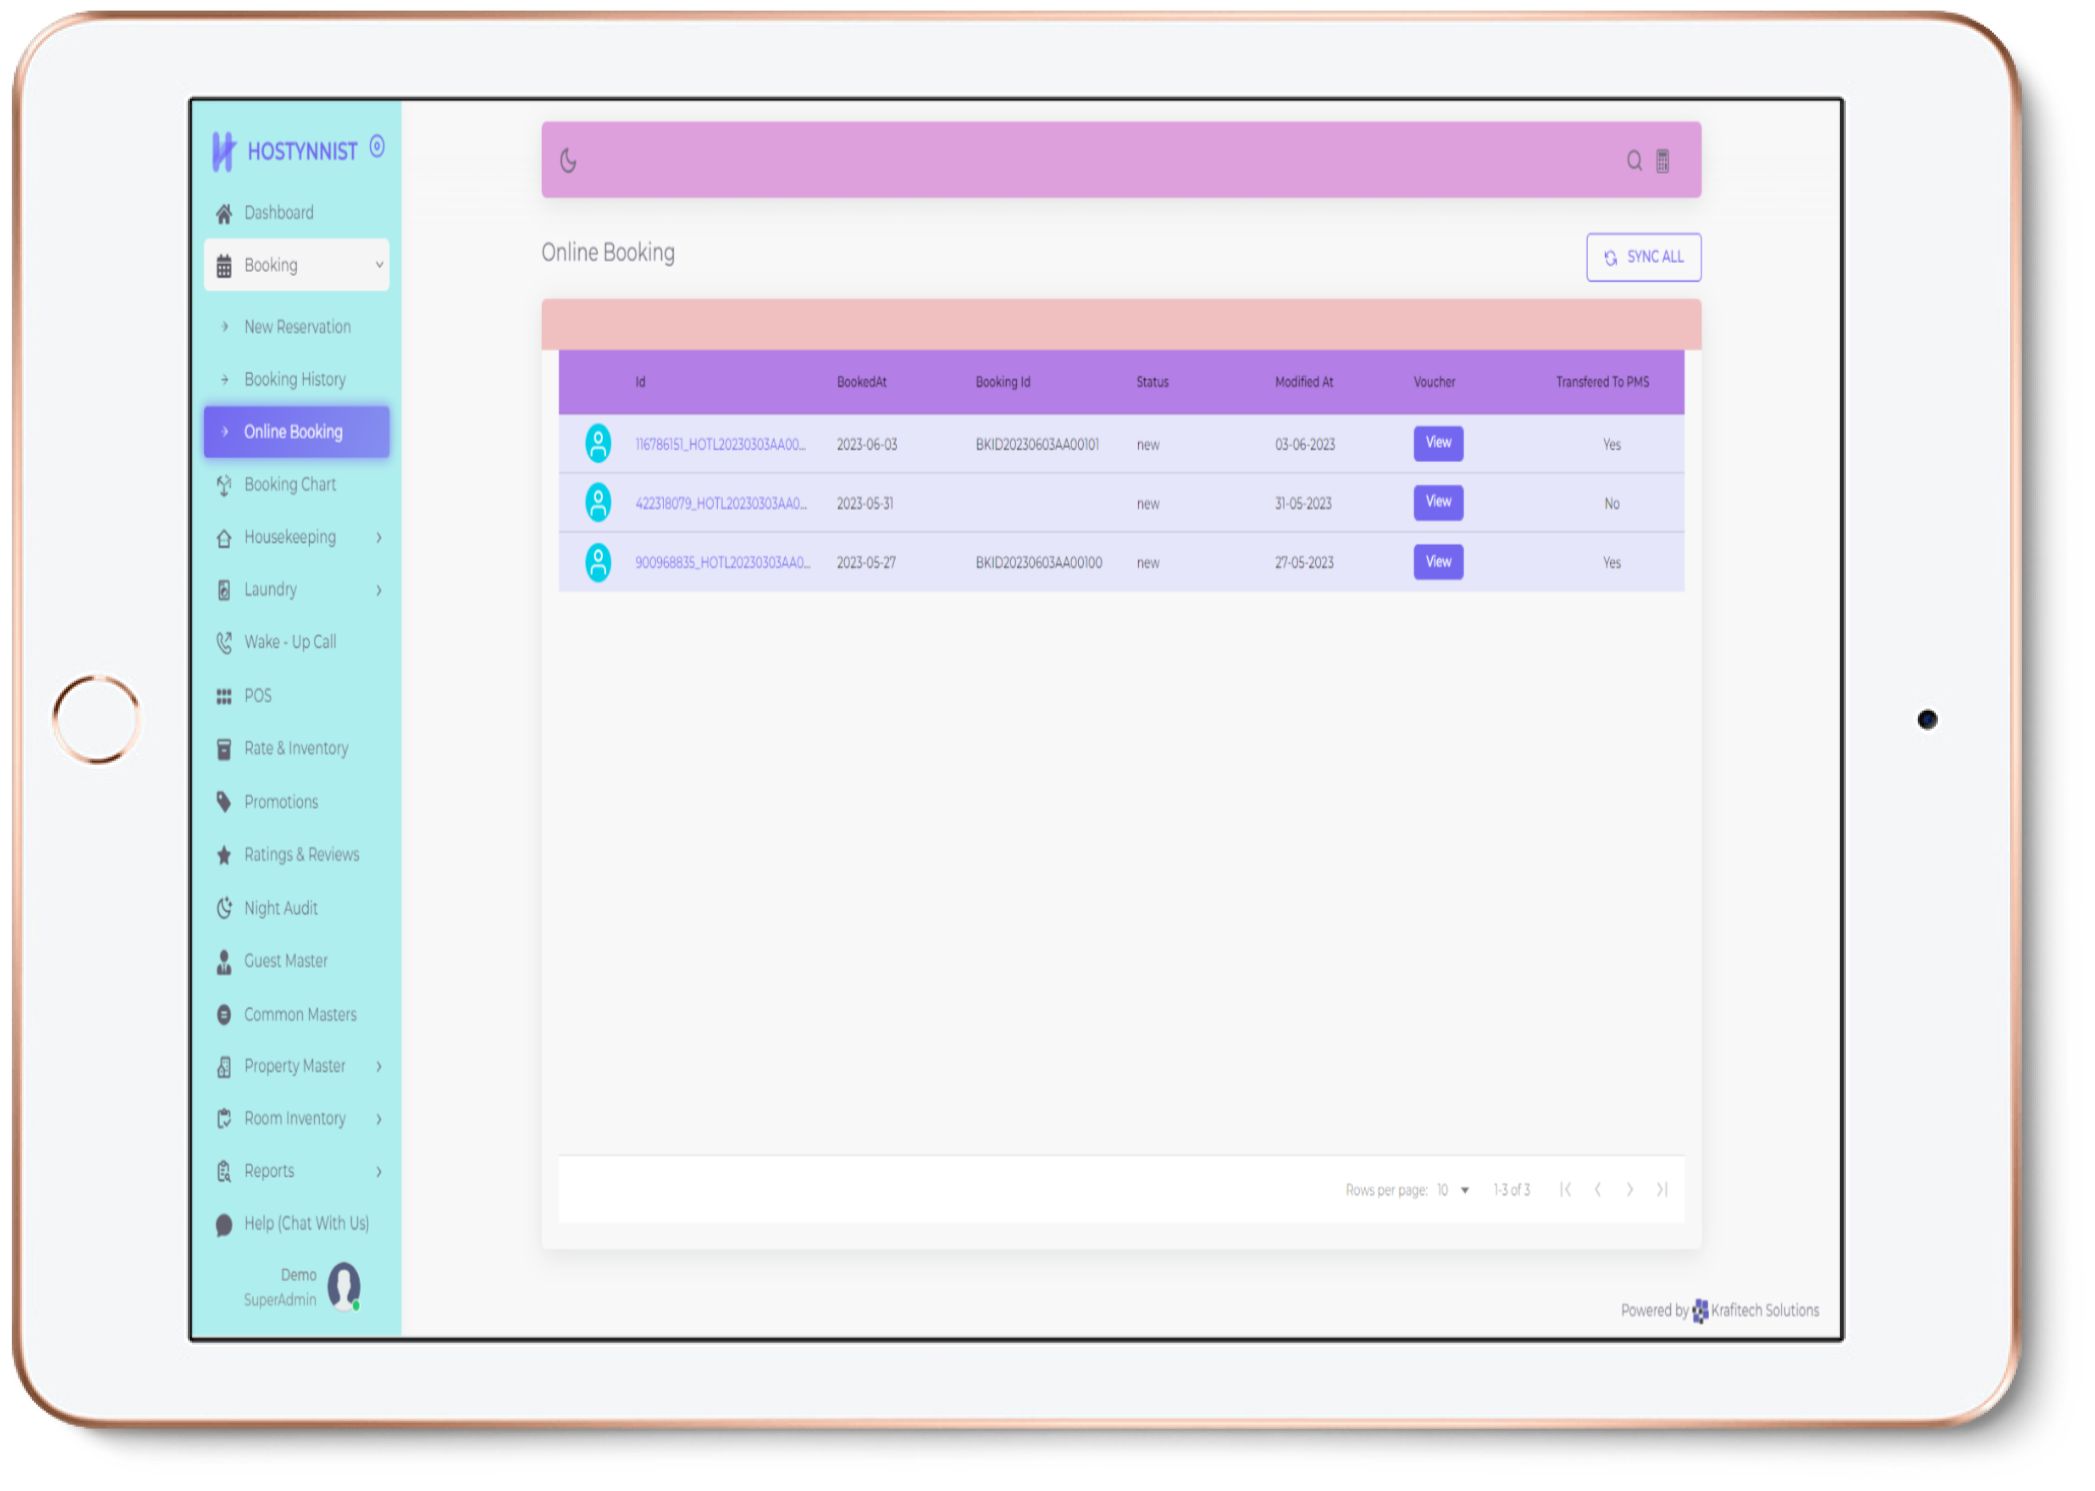 HOSTYNNIST
Dashboard
Booking
New Reservation
Booking History
Online Booking
Booking Chart
Housekeeping
Laundry
Wake - Up Call
POS
Rate & Inventory
Promotions
Ratings & Reviews
Night Audit
Guest Master
Common Masters
Property Master
Room Inventory
Reports
Help (Chat With Us)
Demo
SuperAdmin
Online Booking
SYNC ALL
Id BookedAt Booking Id Status Modified At Voucher Transfered To PMS
116786151_HOTL20230303AA00... 2023-06-03 BKID20230603AA00101 new 03-06-2023 View Yes
422318079_HOTL20230303AA0... 2023-05-31 new 31-05-2023 View No
900968835_HOTL20230303AA0... 2023-05-27 BKID20230603AA00100 new 27-05-2023 View Yes
Rows per page: 10 1-3 of 3
Powered by Krafitech Solutions